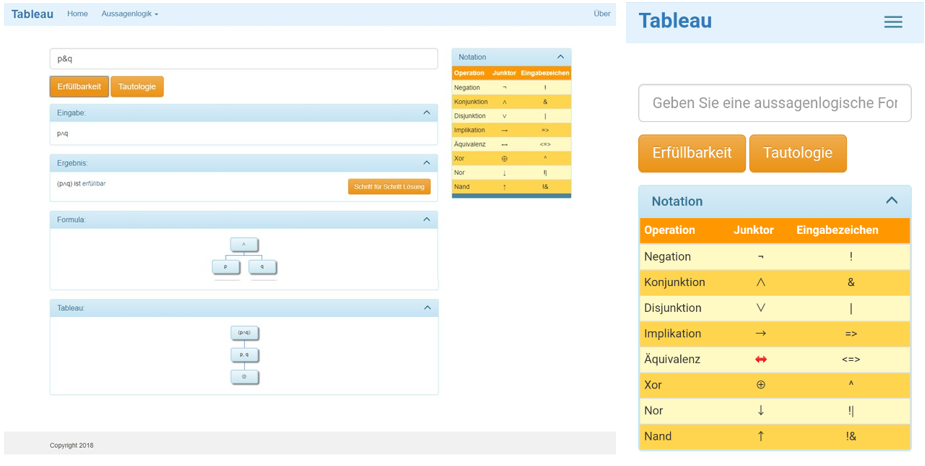 Tableau Home Aussagenlogik Über
p&q
Erfüllbarkeit Tautologie
Eingabe:
p∧q
Ergebnis:
(p∧q) ist erfüllbar
Schritt für Schritt Lösung
Formula:
∧
p q
Tableau:
(p∧q)
p, q
Notation
Operation Junktor Eingabezeichen
Negation ¬ !
Konjunktion ∧ &
Disjunktion ∨ |
Implikation → =>
Äquivalenz ↔ <=>
Xor ⊕ ^
Nor ↓ !|
Nand ↑ !&
Copyright 2018
Tableau
Geben Sie eine aussagenlogische For
Erfüllbarkeit Tautologie
Notation
Operation Junktor Eingabezeichen
Negation ¬ !
Konjunktion ∧ &
Disjunktion ∨ |
Implikation → =>
Äquivalenz ⇔ <=>
Xor ⊕ ^
Nor ↓ !|
Nand ↑ !&